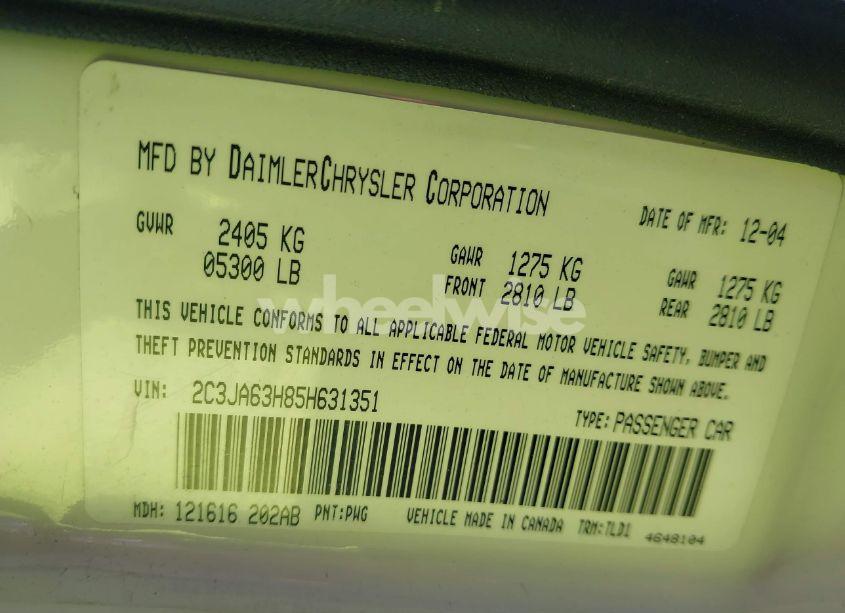 MFD BY DAIMLERCHRYSLER CORPORATION DATE OF MFR: 12-04
GVWR 2405 KG GAWR 1275 KG GAWR 1275 KG
05300 LB FRONT 2810 LB REAR 2810 LB
wheelwise
THIS VEHICLE CONFORMS TO ALL APPLICABLE FEDERAL MOTOR VEHICLE SAFETY, BUMPER AND
THEFT PREVENTION STANDARDS IN EFFECT ON THE DATE OF MANUFACTURE SHOWN ABOVE.
VIN: 2C3JA63H85H631351 TYPE: PASSENGER CAR
MDH: 121616 202AB PNT:PWG VEHICLE MADE IN CANADA TRM:TLD1 4648104